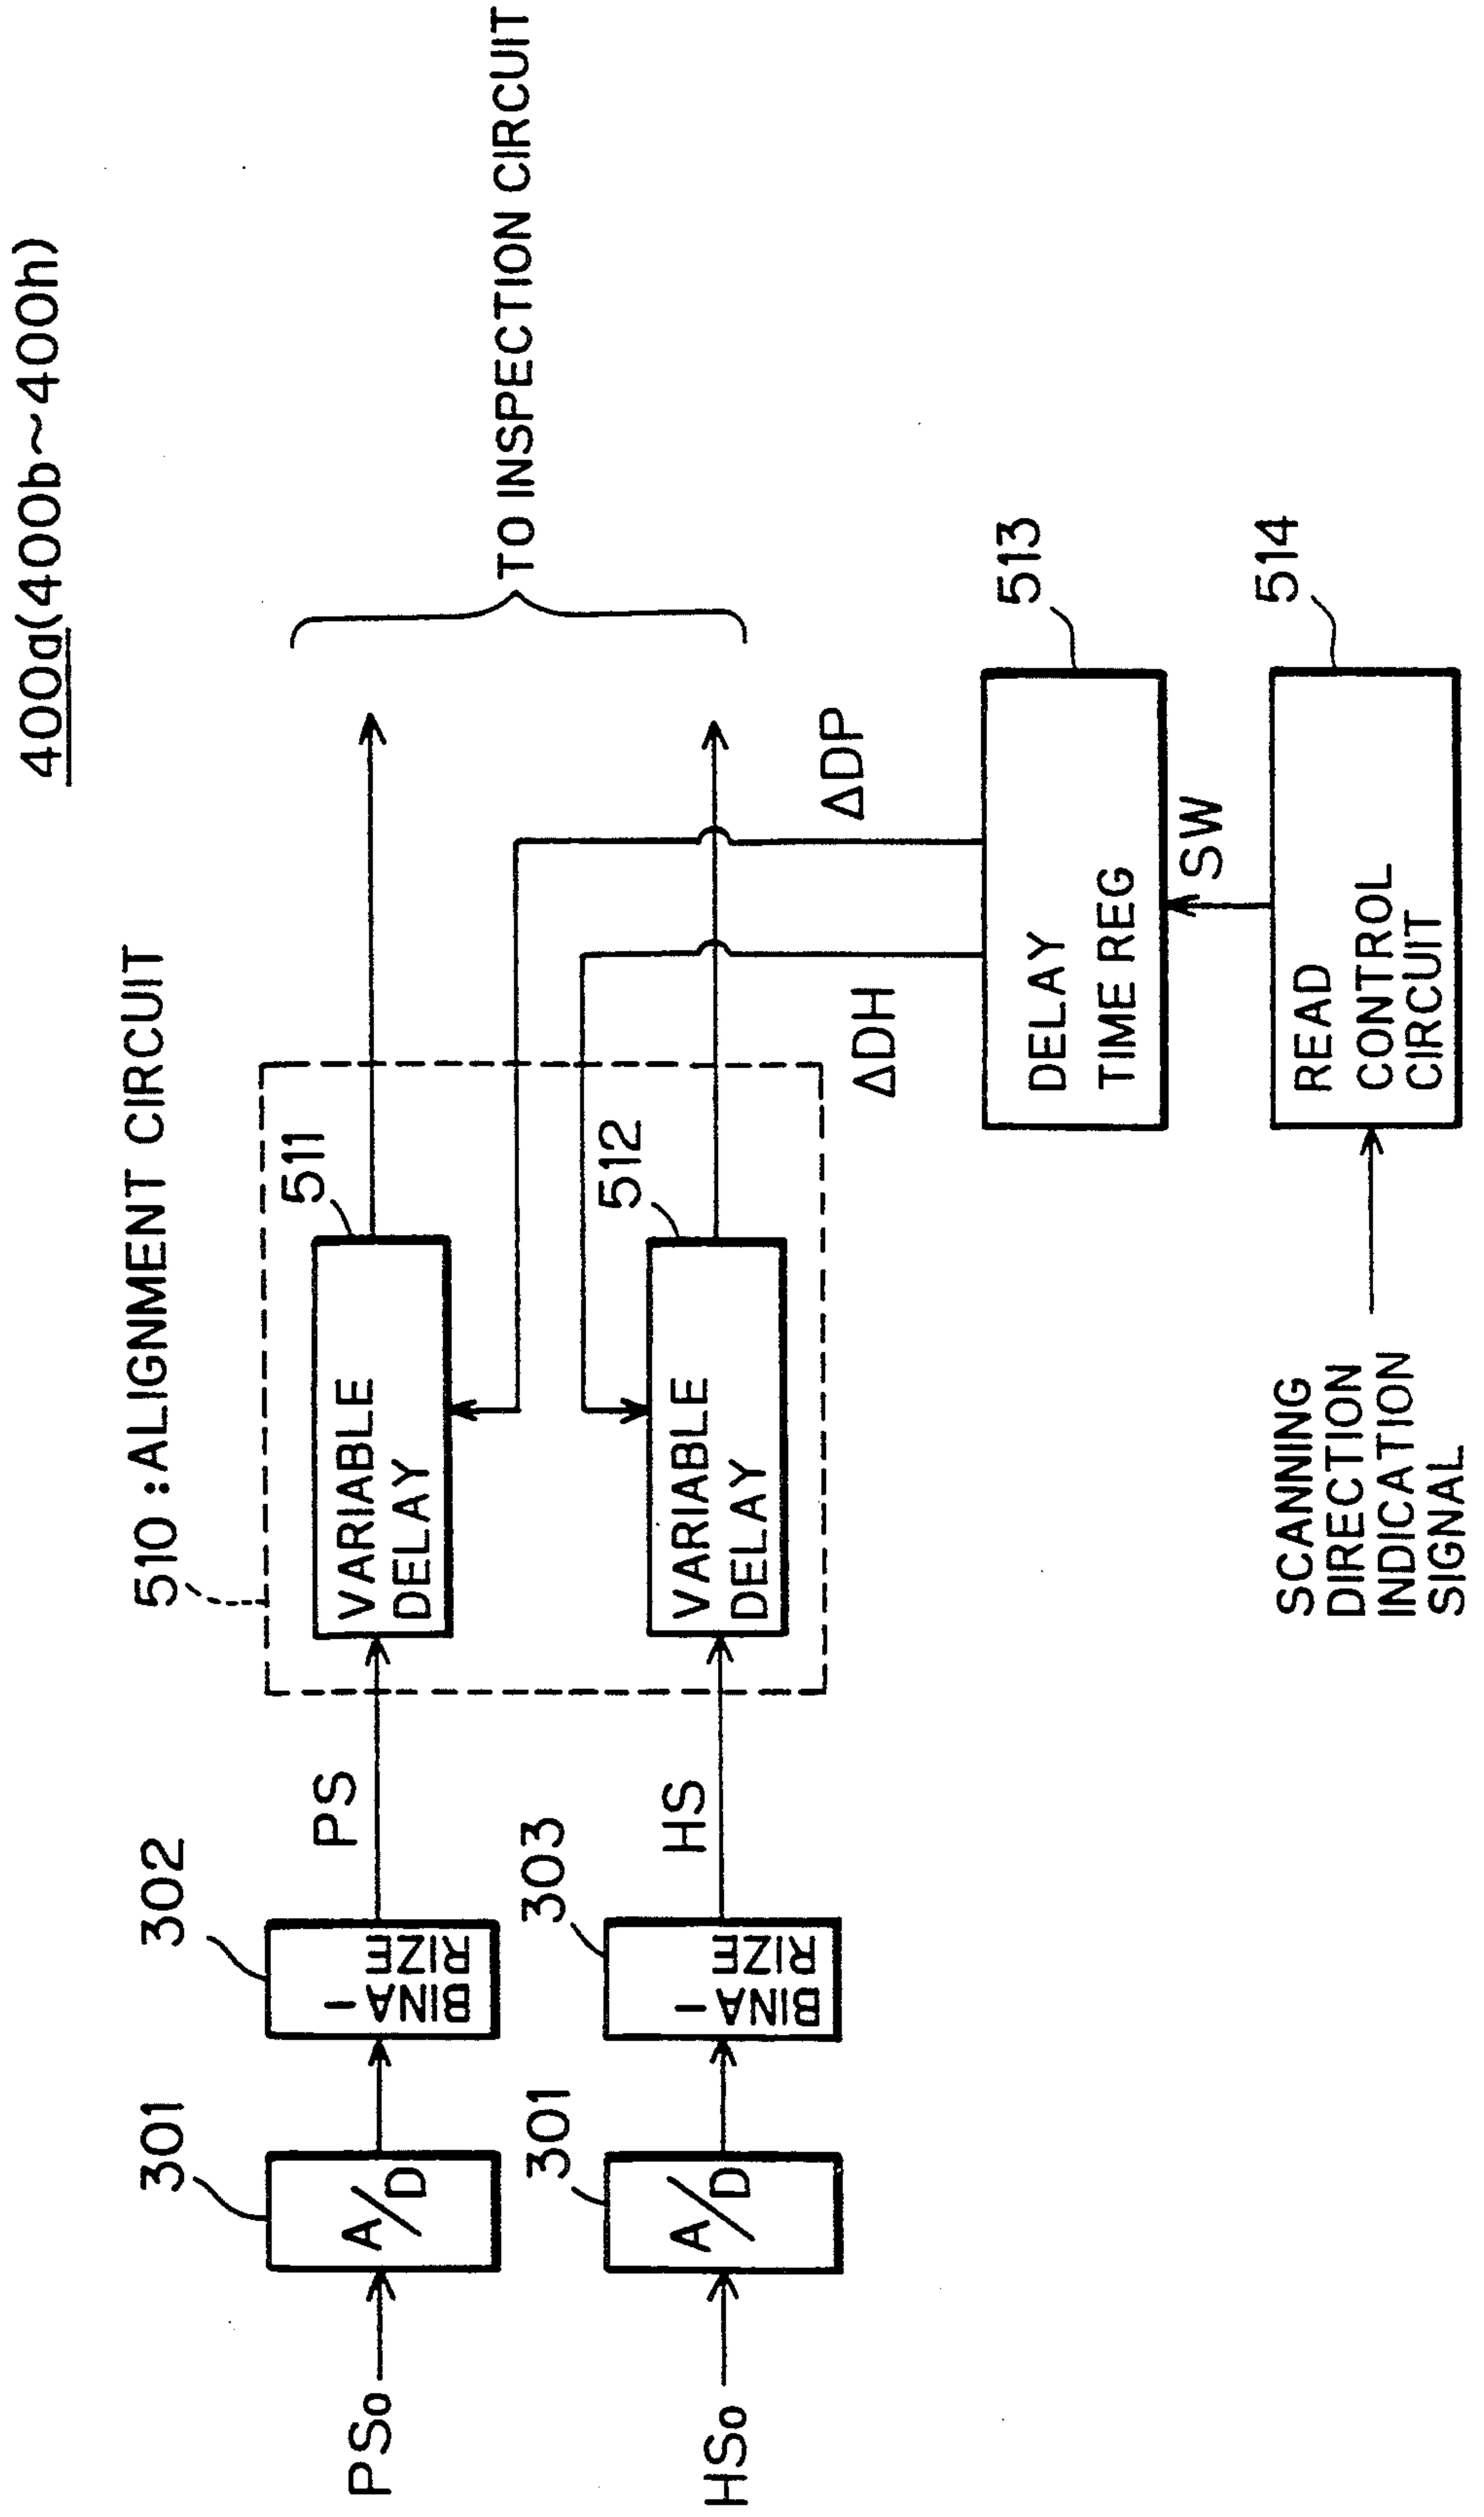 400a(400b~400h)
510 : ALIGNMENT CIRCUIT
301
302
511
PSo
A/D
BINA-
RIZE
PS
VARIABLE
DELAY
TO INSPECTION CIRCUIT
301
303
512
HSo
A/D
BINA-
RIZE
HS
VARIABLE
DELAY
ΔDH
ΔDP
513
DELAY
TIME REG
SW
514
SCANNING
DIRECTION
INDICATION
SIGNAL
READ
CONTROL
CIRCUIT